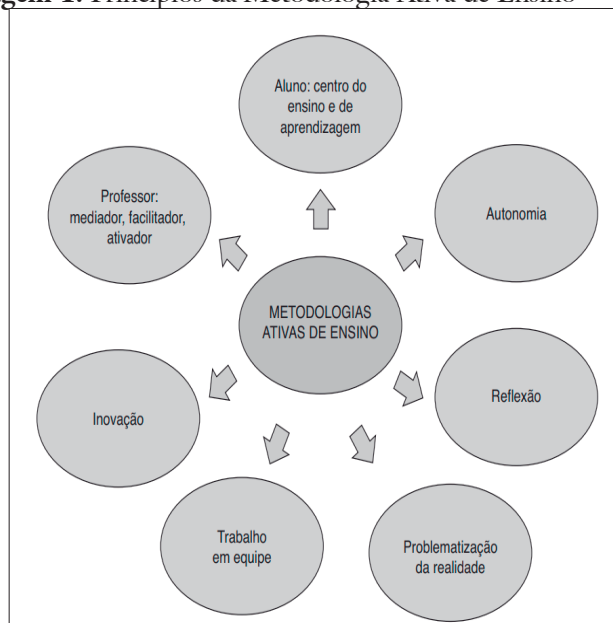 1. Princípios da Metodologia Ativa de Ensino
Aluno: centro do
ensino e de
aprendizagem
Professor:
mediador, facilitador,
ativador
Autonomia
METODOLOGIAS
ATIVAS DE ENSINO
Inovação
Reflexão
Trabalho
em equipe
Problematização
da realidade